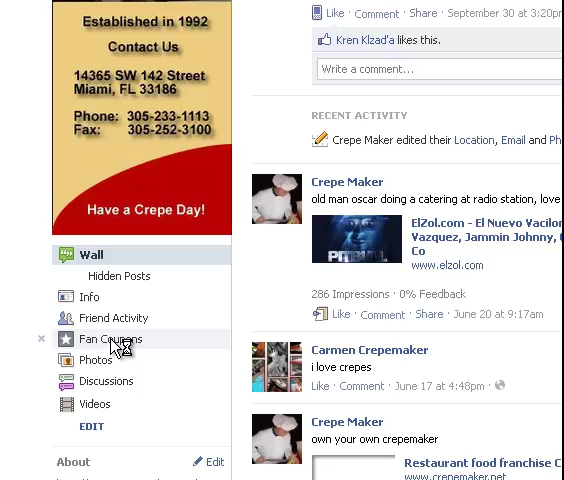 Established in 1992
Contact Us
14365 SW 142 Street
Miami, FL 33186
Phone: 305-233-1113
Fax: 305-252-3100
Have a Crepe Day!
Wall
Hidden Posts
Info
Friend Activity
Fan Coupons
Photos
Discussions
Videos
EDIT
About
Edit
Like · Comment · Share · September 30 at 3:20pm
Kren Klzad'a likes this.
Write a comment...
RECENT ACTIVITY
Crepe Maker edited their Location, Email and Ph
Crepe Maker
old man oscar doing a catering at radio station, love
PITBULL
ElZol.com - El Nuevo Vacilon
Vazquez, Jammin Johnny,
Co
www.elzol.com
286 Impressions · 0% Feedback
Like · Comment · Share · June 20 at 9:17am
Carmen Crepemaker
i love crepes
Like · Comment · June 17 at 4:48pm ·
Crepe Maker
own your own crepemaker
Restaurant food franchise C
www.crepemaker.net